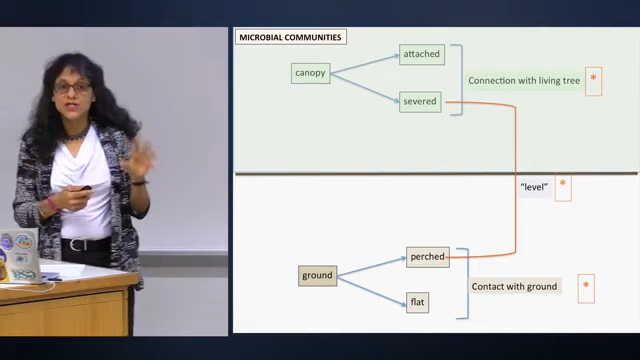 MICROBIAL COMMUNITIES
attached
canopy
Connection with living tree
*
severed
"level"
*
perched
ground
Contact with ground
*
flat